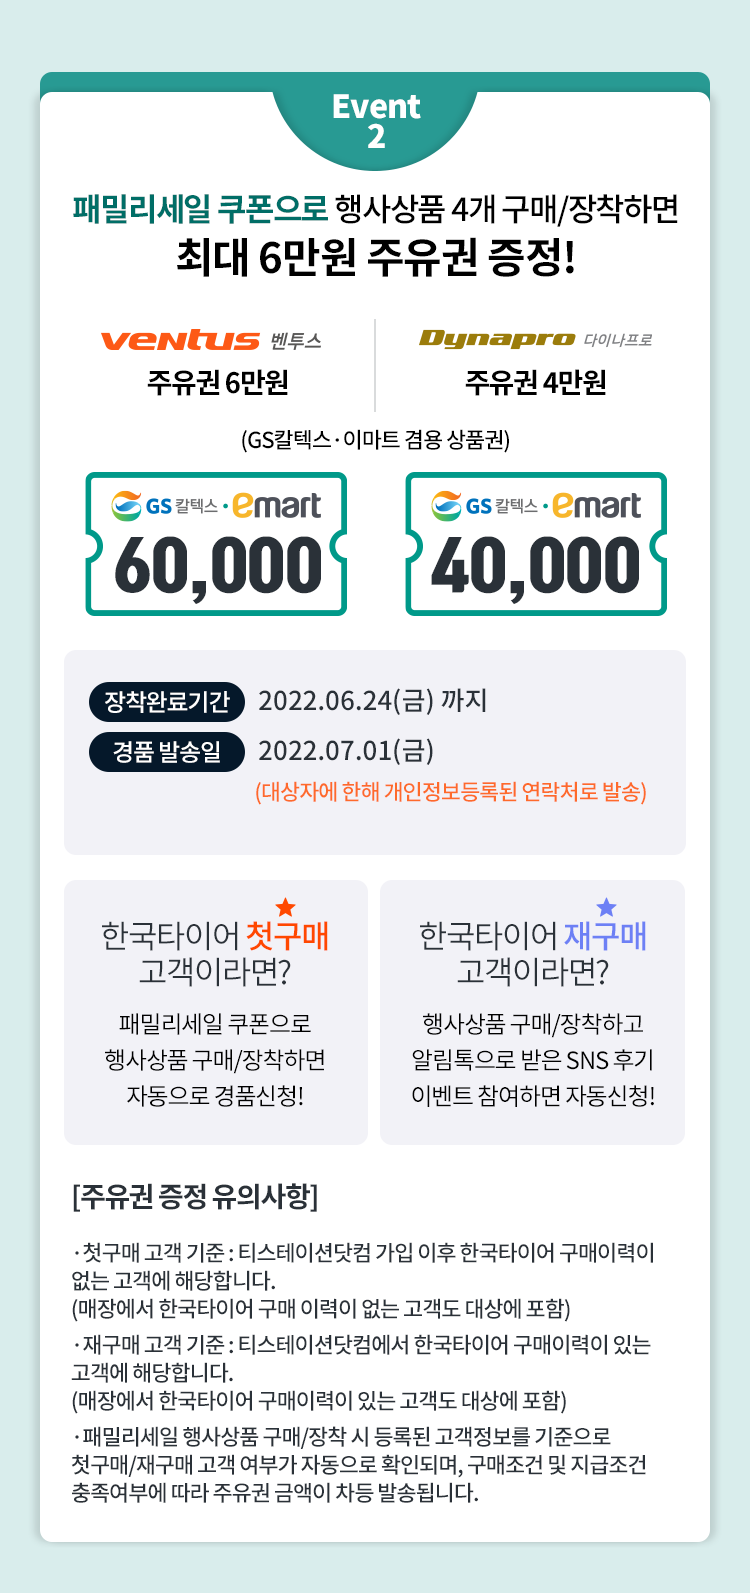 Event
2
패밀리세일 쿠폰으로 행사상품 4개 구매/장착하면
최대 6만원 주유권 증정!
ventus 벤투스
주유권 6만원
Dynapro 다이나프로
주유권 4만원
(GS칼텍스·이마트 겸용 상품권)
GS 칼텍스 · emart
60,000
GS 칼텍스 · emart
40,000
장착완료기간 2022.06.24(금) 까지
경품 발송일 2022.07.01(금)
(대상자에 한해 개인정보등록된 연락처로 발송)
한국타이어 첫구매
고객이라면?
패밀리세일 쿠폰으로
행사상품 구매/장착하면
자동으로 경품신청!
한국타이어 재구매
고객이라면?
행사상품 구매/장착하고
알림톡으로 받은 SNS 후기
이벤트 참여하면 자동신청!
[주유권 증정 유의사항]
·첫구매 고객 기준 : 티스테이션닷컴 가입 이후 한국타이어 구매이력이
없는 고객에 해당합니다.
(매장에서 한국타이어 구매 이력이 없는 고객도 대상에 포함)
·재구매 고객 기준 : 티스테이션닷컴에서 한국타이어 구매이력이 있는
고객에 해당합니다.
(매장에서 한국타이어 구매이력이 있는 고객도 대상에 포함)
·패밀리세일 행사상품 구매/장착 시 등록된 고객정보를 기준으로
첫구매/재구매 고객 여부가 자동으로 확인되며, 구매조건 및 지급조건
충족여부에 따라 주유권 금액이 차등 발송됩니다.